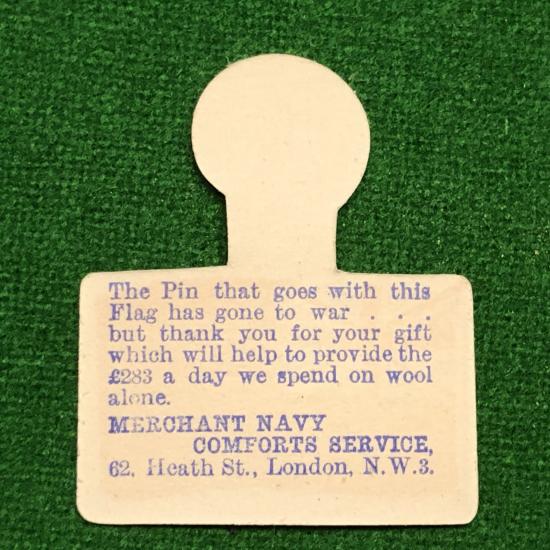 The Pin that goes with this
Flag has gone to war . . .
but thank you for your gift
which will help to provide the
£283 a day we spend on wool
alone.
MERCHANT NAVY
COMFORTS SERVICE,
62, Heath St., London, N.W.3.